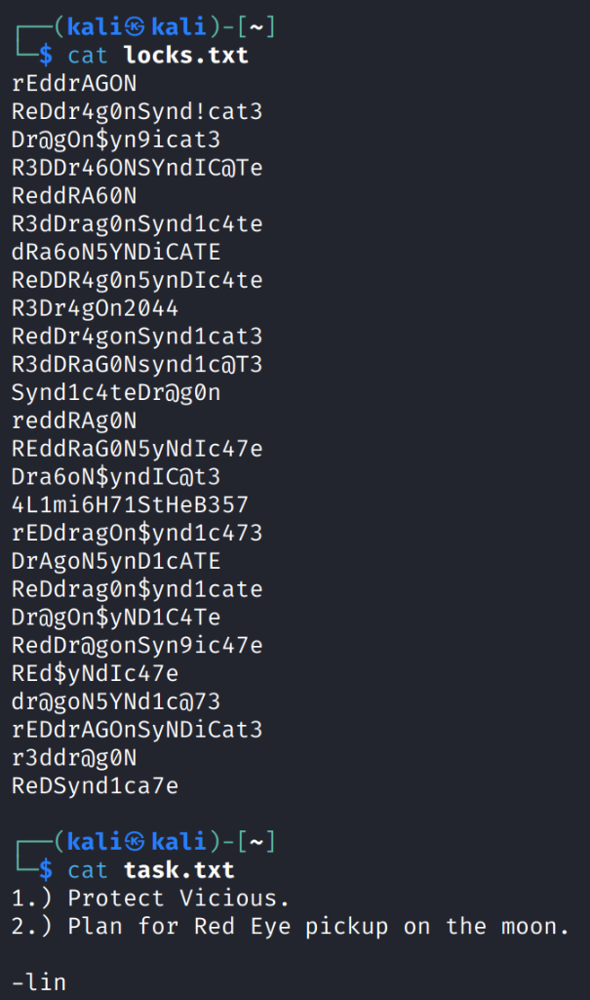 ┌──(kali㉿kali)-[~]
└─$ cat locks.txt
rEddrAGON
ReDdr4g0nSynd!cat3
Dr@gOn$yn9icat3
R3DDr46ONSYndIC@Te
ReddRA60N
R3dDrag0nSynd1c4te
dRa6oN5YNDiCATE
ReDDR4g0n5ynDIc4te
R3Dr4gOn2044
RedDr4gonSynd1cat3
R3dDRaG0Nsynd1c@T3
Synd1c4teDr@g0n
reddRAg0N
REddRaG0N5yNdIc47e
Dra6oN$yndIC@t3
4L1mi6H71StHeB357
rEDdragOn$ynd1c473
DrAgoN5ynD1cATE
ReDdrag0n$ynd1cate
Dr@gOn$yND1C4Te
RedDr@gonSyn9ic47e
REd$yNdIc47e
dr@goN5YNd1c@73
rEDdrAGOnSyNDiCat3
r3ddr@g0N
ReDSynd1ca7e
┌──(kali㉿kali)-[~]
└─$ cat task.txt
1.) Protect Vicious.
2.) Plan for Red Eye pickup on the moon.
-lin